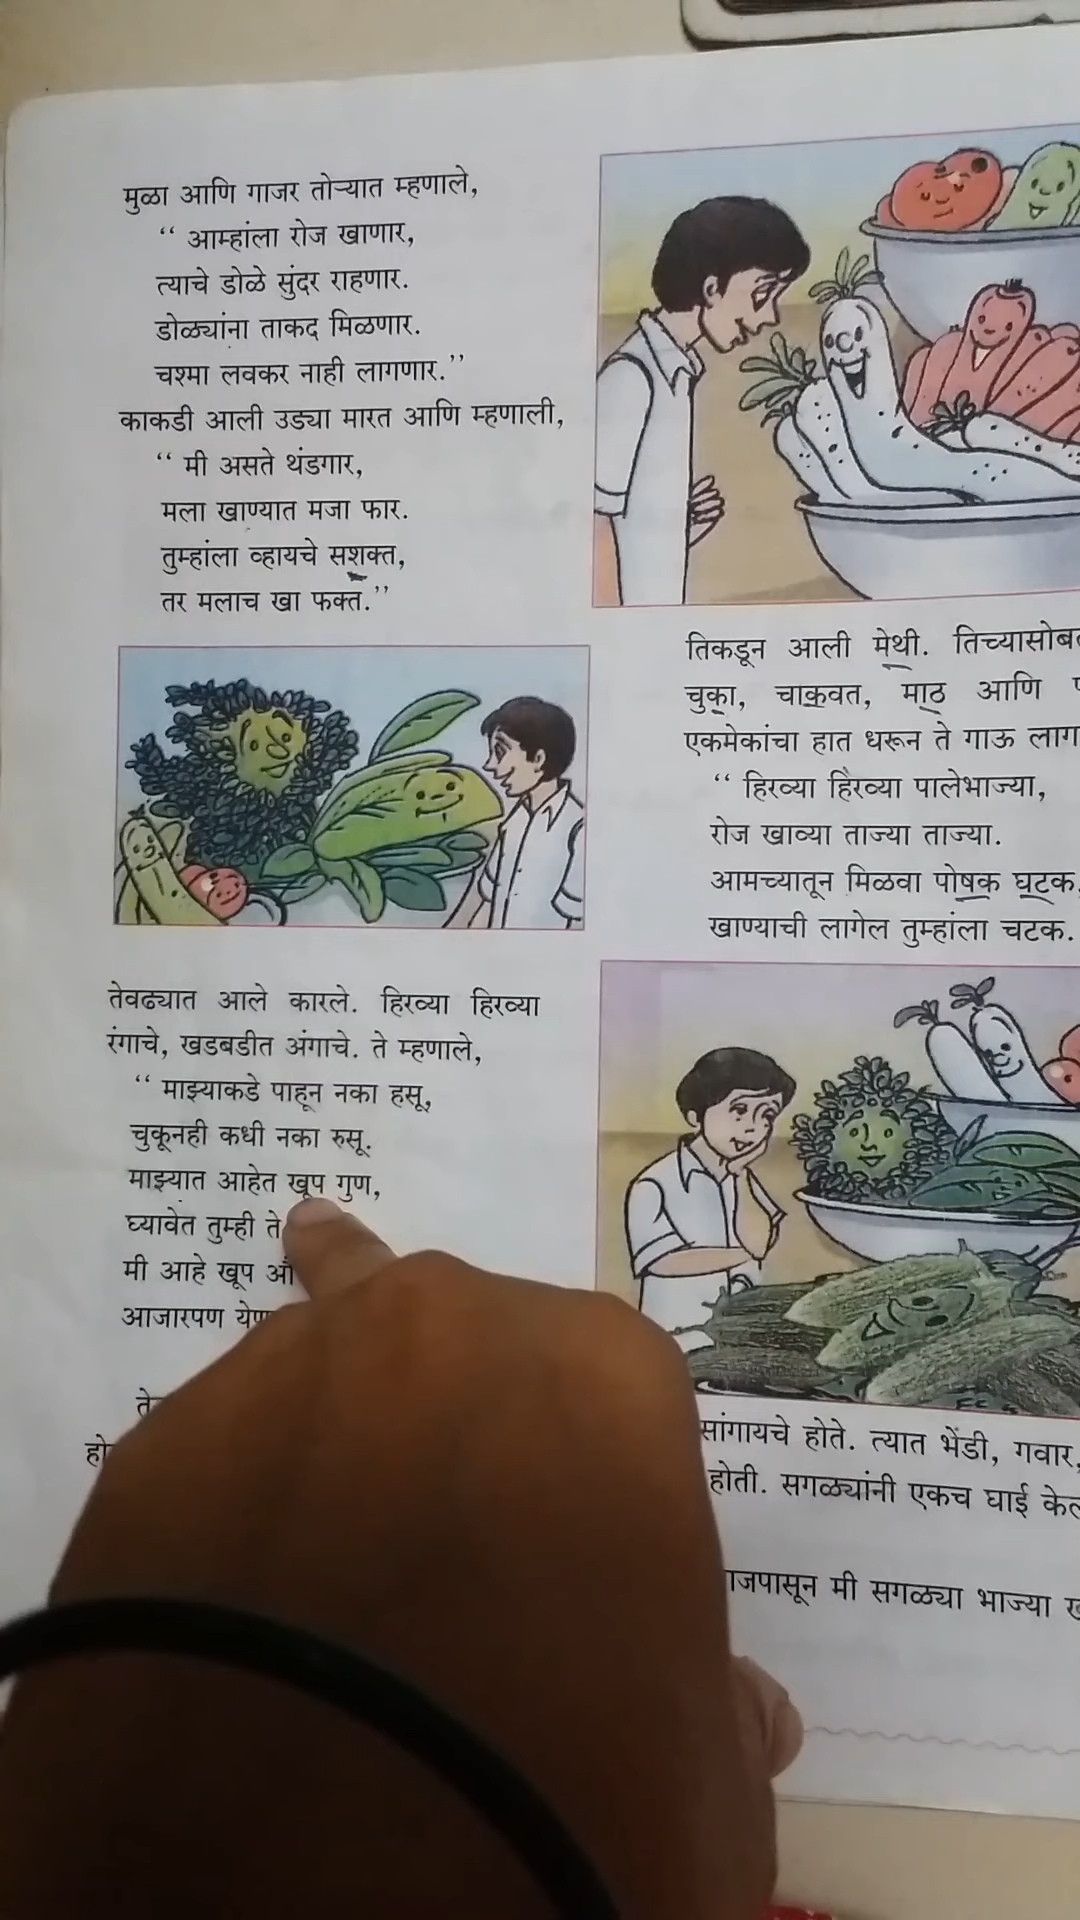 मुळा आणि गाजर तोऱ्यात म्हणाले,
“ आम्हांला रोज खाणार,
त्याचे डोळे सुंदर राहणार.
डोळ्यांना ताकद मिळणार.
चश्मा लवकर नाही लागणार.”
काकडी आली उड्या मारत आणि म्हणाली,
“ मी असते थंडगार,
मला खाण्यात मजा फार.
तुम्हांला व्हायचे सशक्त,
तर मलाच खा फक्त.”
तिकडून आली मेथी.
चुका, चाकवत, माठ आणि
एकमेकांचा हात धरून ते गाऊ
“ हिरव्या हिरव्या पालेभाज्या,
रोज खाव्या ताज्या ताज्या.
आमच्यातून मिळवा पोषक घटक.
खाण्याची लागेल तुम्हांला चटक.
तेवढ्यात आले कारले. हिरव्या हिरव्या
रंगाचे, खडबडीत अंगाचे. ते म्हणाले,
“ माझ्याकडे पाहून नका हसू,
चुकूनही कधी नका रुसू.
माझ्यात आहेत खूप गुण,
घ्यावेत तुम्ही ते
मी आहे खूप
आजारपण
सांगायचे होते. त्यात भेंडी, गवार,
होती. सगळ्यांनी एकच घाई
मी सगळ्या भाज्या